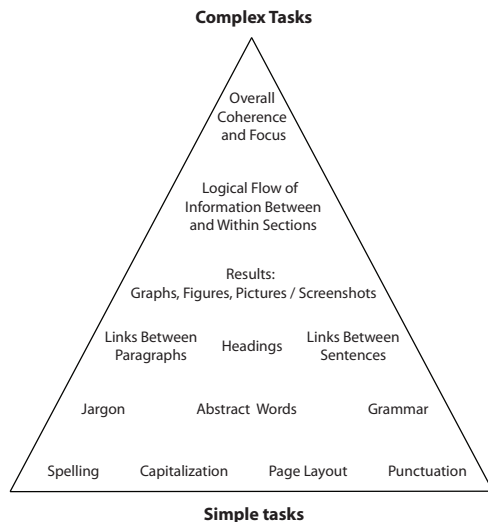 Complex Tasks
Overall
Coherence
and Focus
Logical Flow of
Information Between
and Within Sections
Results:
Graphs, Figures, Pictures / Screenshots
Links Between
Paragraphs
Headings
Links Between
Sentences
Jargon
Abstract Words
Grammar
Spelling
Capitalization
Page Layout
Punctuation
Simple tasks